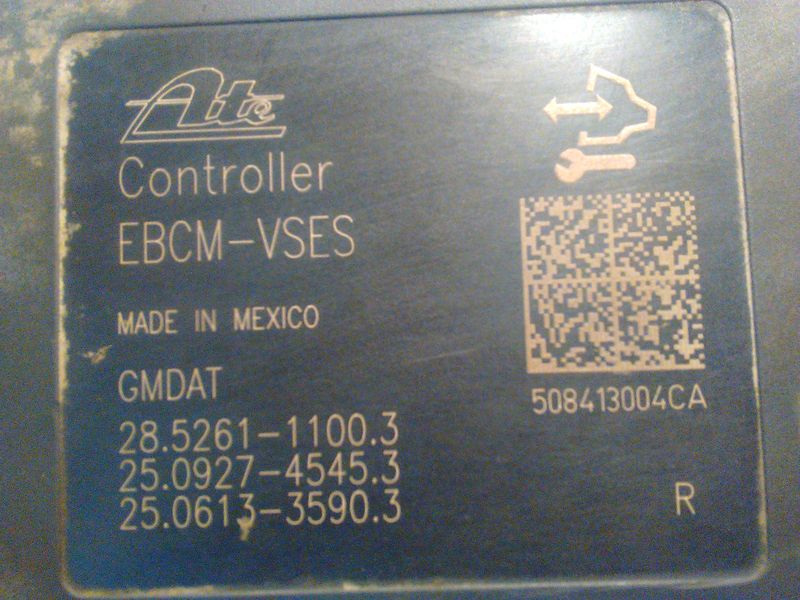 Ate
Controller
EBCM-VSES
MADE IN MEXICO
GMDAT
28.5261-1100.3
25.0927-4545.3
25.0613-3590.3
508413004CA
R